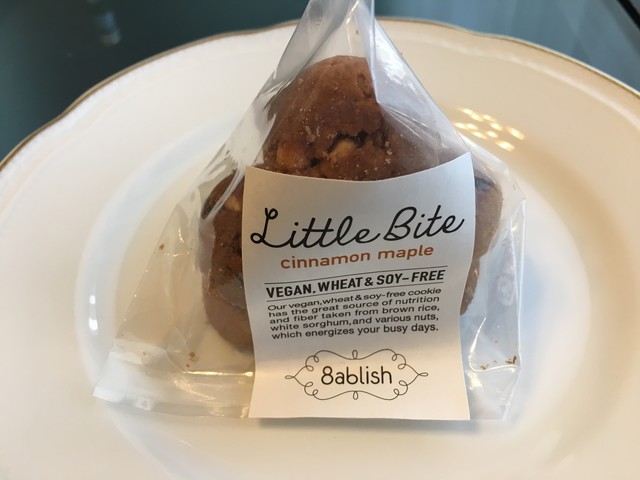 Little Bite
cinnamon maple
VEGAN, WHEAT & SOY-FREE
Our vegan, wheat & soy-free cookie
has the great source of nutrition
and fiber taken from brown rice,
white sorghum, and various nuts,
which energizes your busy days.
8ablish